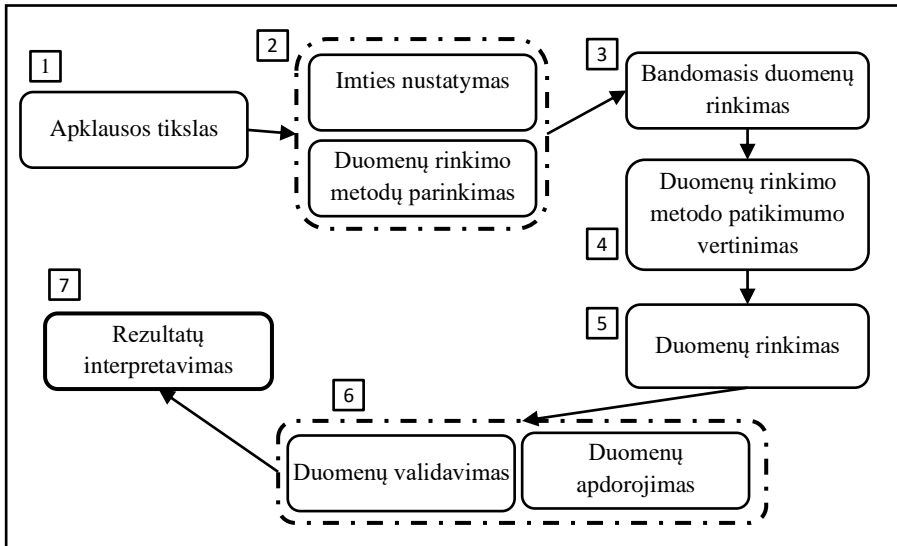 1
Apklausos tikslas
2
Imties nustatymas
Duomenų rinkimo
metodų parinkimas
3
Bandomasis duomenų
rinkimas
4
Duomenų rinkimo
metodo patikimumo
vertinimas
5
Duomenų rinkimas
6
Duomenų validavimas
Duomenų
apdorojimas
7
Rezultatų
interpretavimas